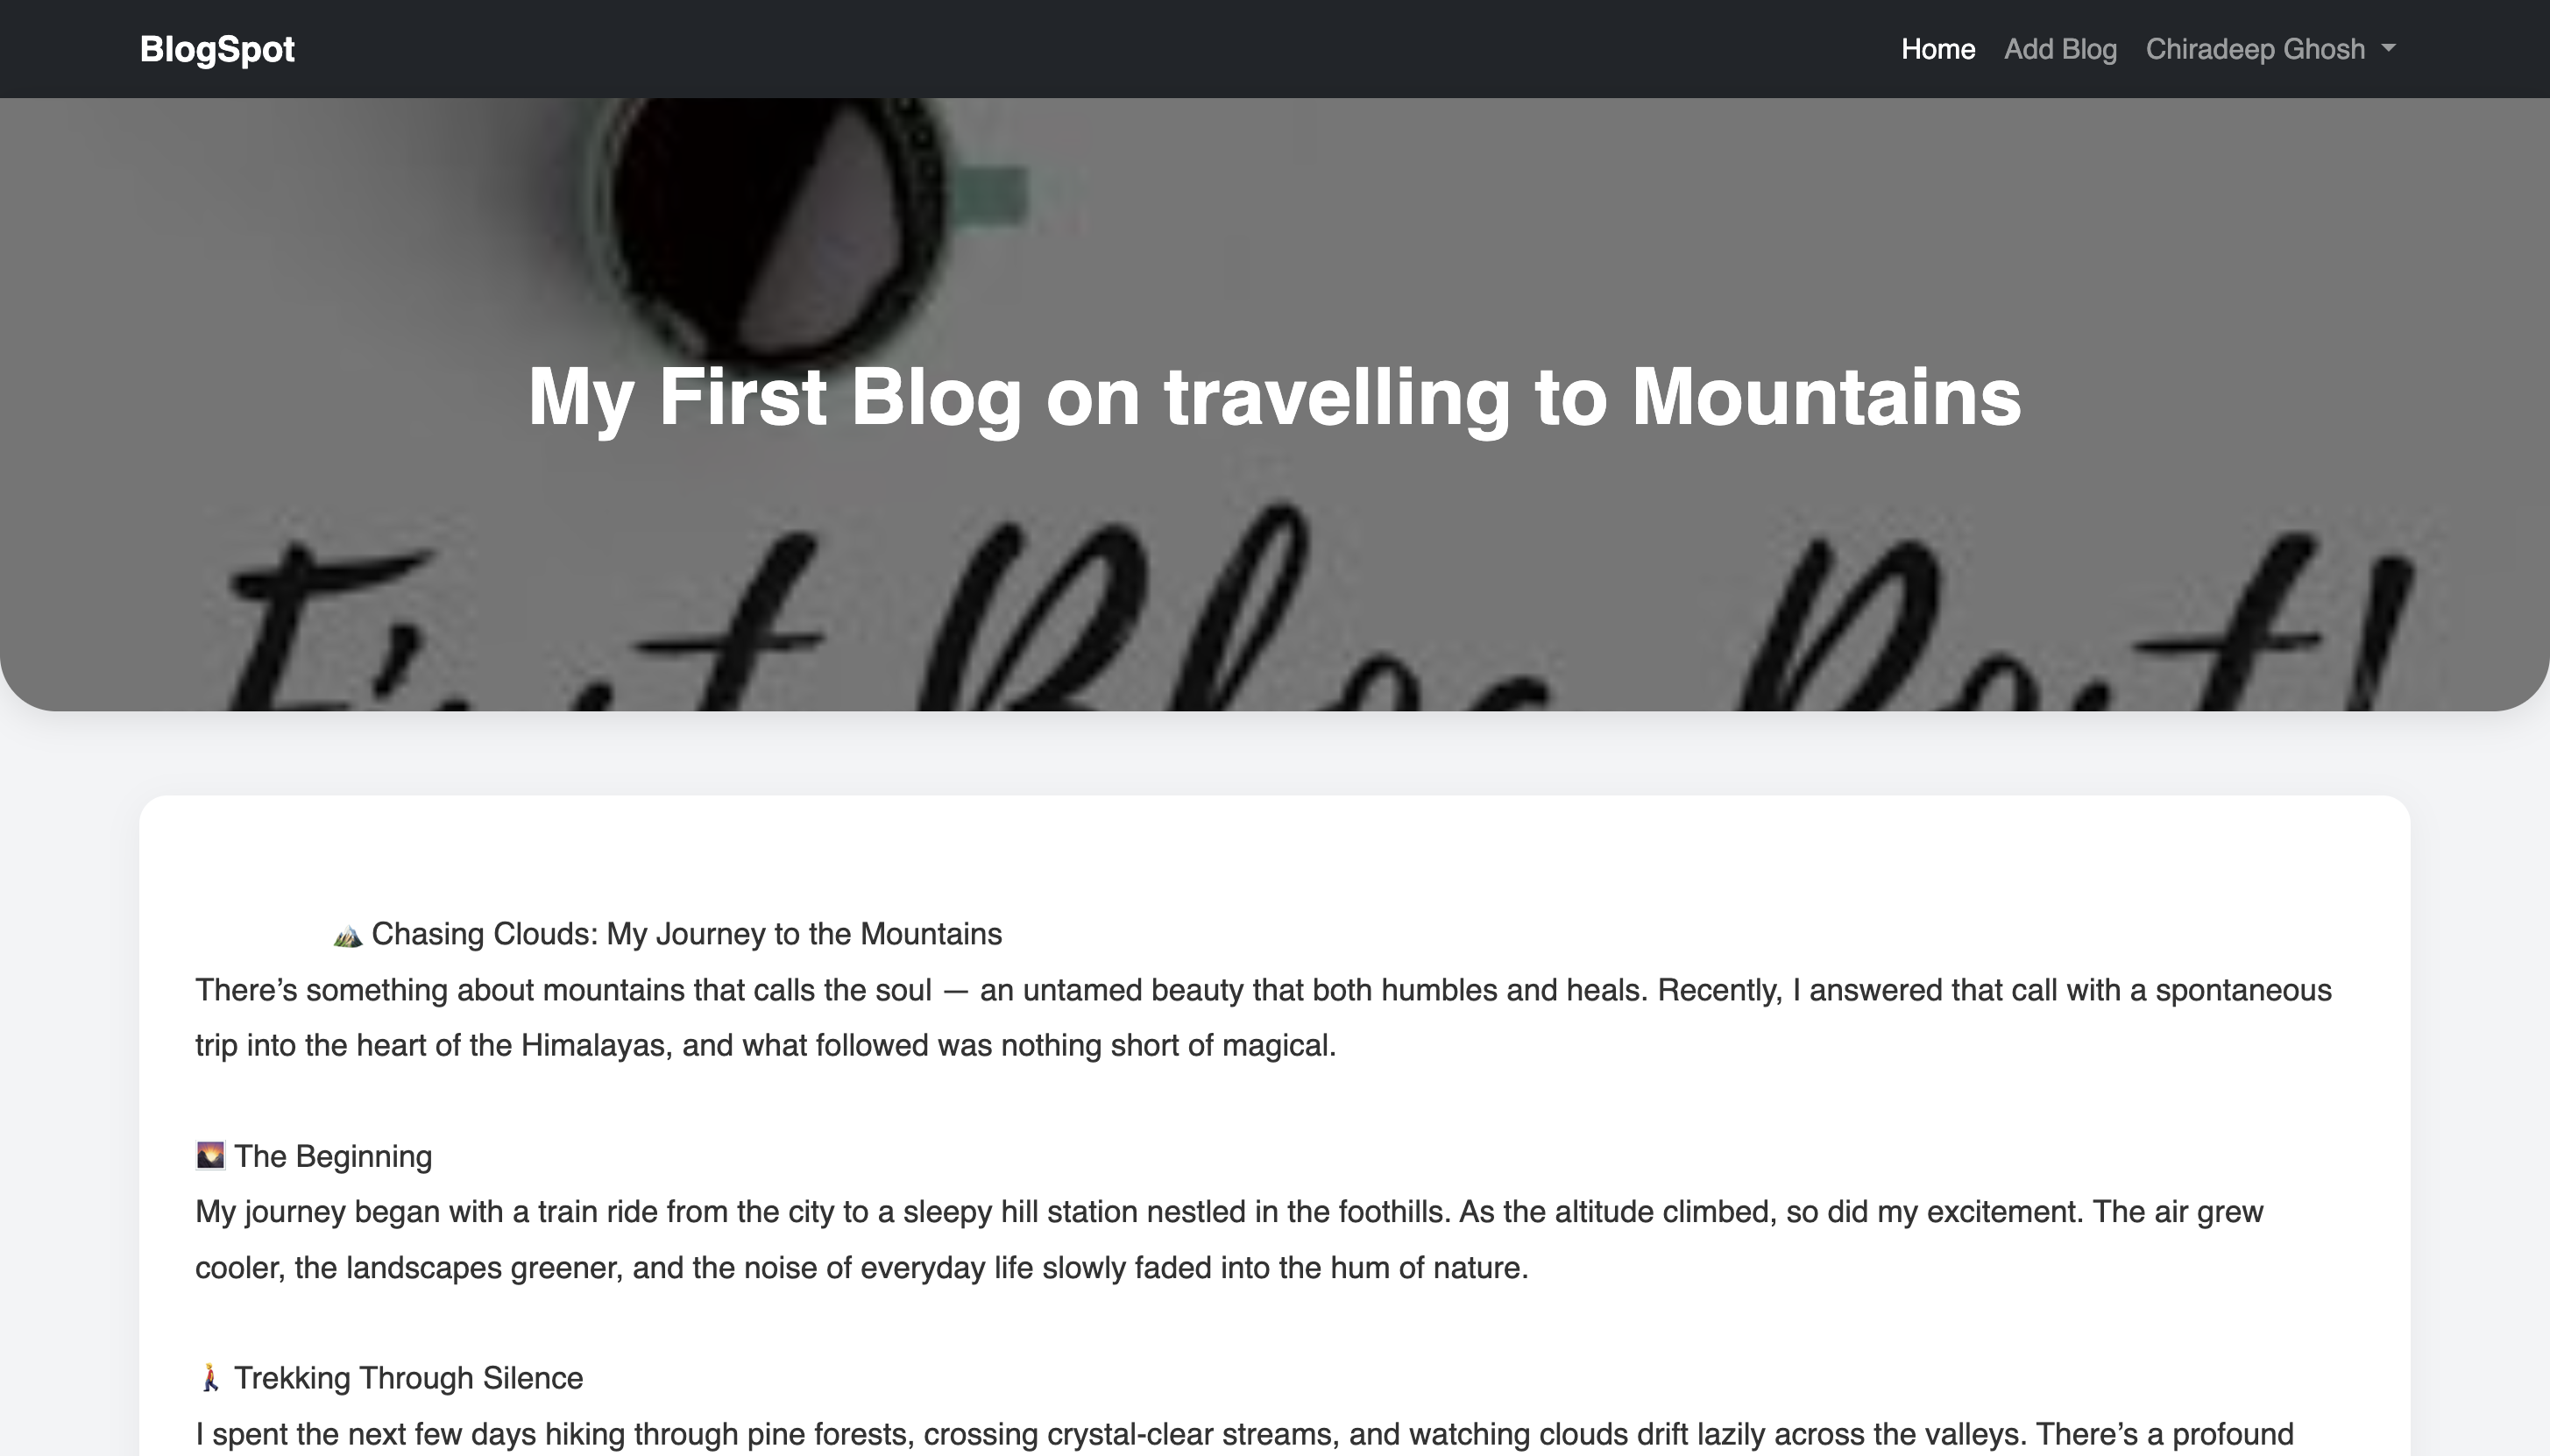 BlogSpot
Home Add Blog Chiradeep Ghosh
My First Blog on travelling to Mountains
First Blog Post!
🏔️ Chasing Clouds: My Journey to the Mountains
There’s something about mountains that calls the soul — an untamed beauty that both humbles and heals. Recently, I answered that call with a spontaneous
trip into the heart of the Himalayas, and what followed was nothing short of magical.
🌄 The Beginning
My journey began with a train ride from the city to a sleepy hill station nestled in the foothills. As the altitude climbed, so did my excitement. The air grew
cooler, the landscapes greener, and the noise of everyday life slowly faded into the hum of nature.
🚶 Trekking Through Silence
I spent the next few days hiking through pine forests, crossing crystal-clear streams, and watching clouds drift lazily across the valleys. There’s a profound